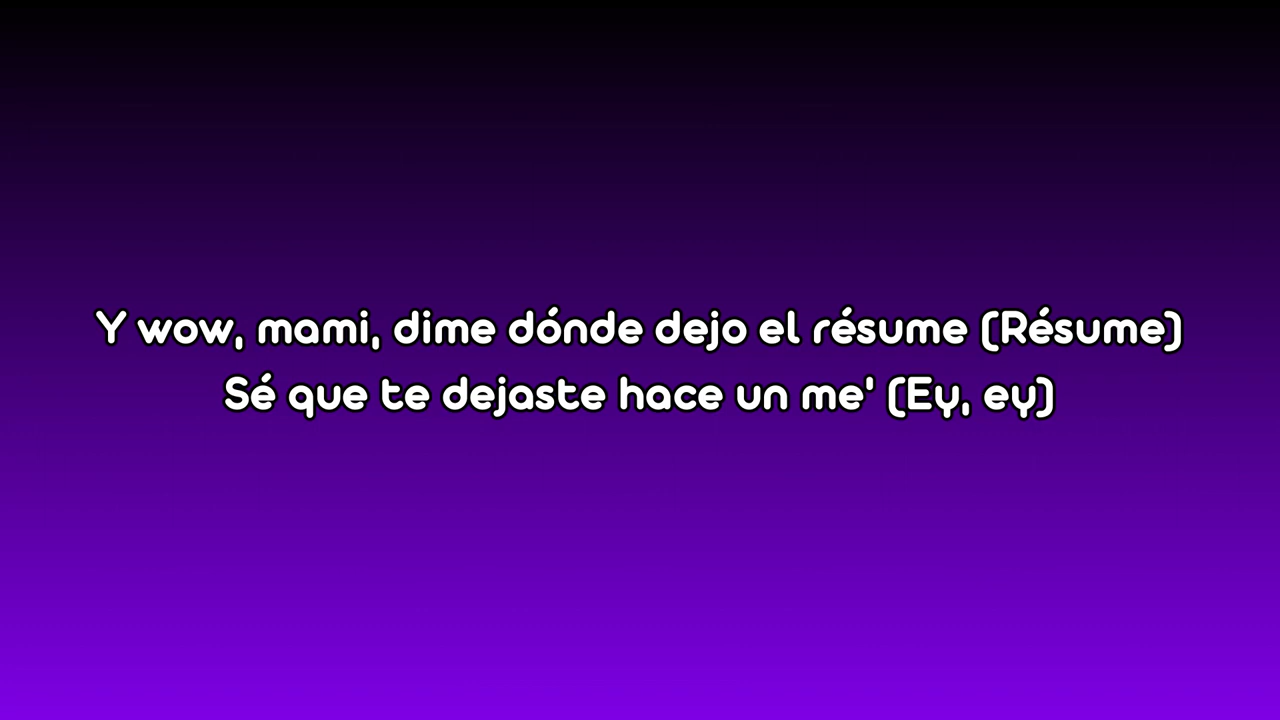 Y wow, mami, dime dónde dejo el résume (Résume)
Sé que te dejaste hace un me' (Ey, ey)